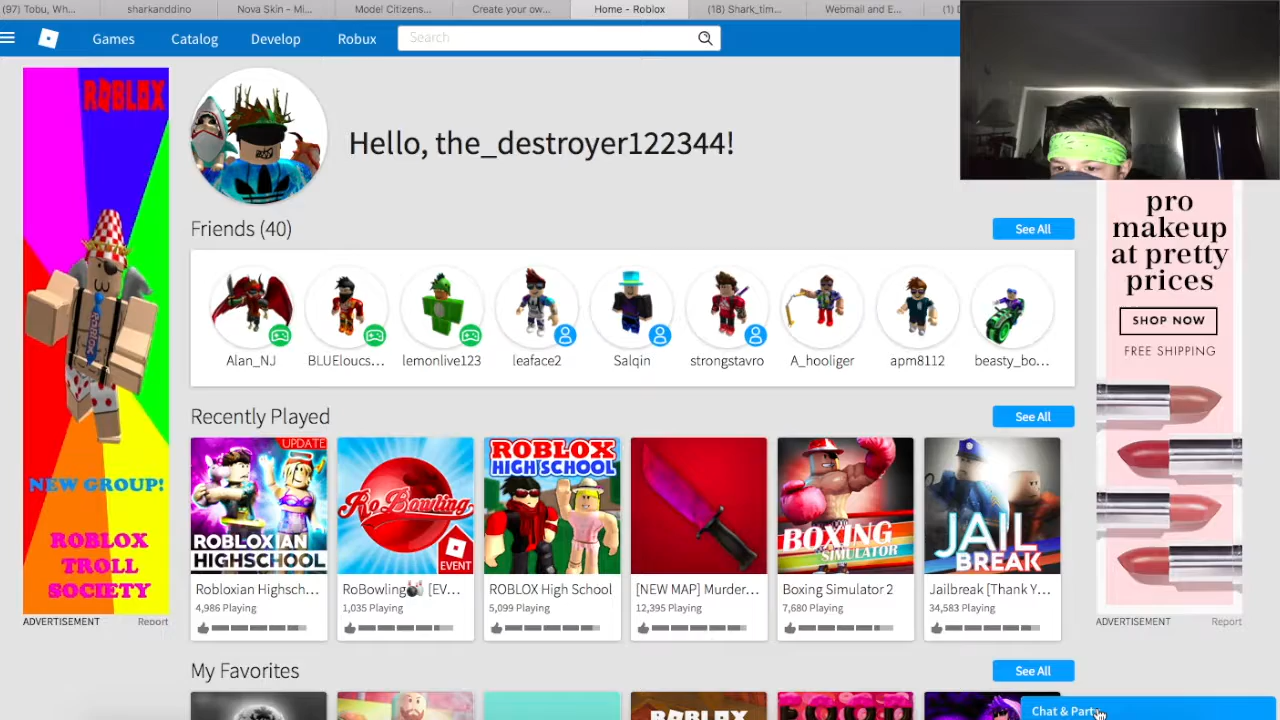 (97) Tobu, Wh...
sharkanddino
Nova Skin - Mi...
Model Citizens...
Create your ow...
Home - Roblox
(18) Shark_tim...
Webmail and E...
Games
Catalog
Develop
Robux
Search
ROBLOX
Hello, the_destroyer122344!
Friends (40)
See All
Alan_NJ
BLUEloucs...
lemonlive123
leaface2
Salqin
strongstavro
A_hooliger
apm8112
beasty_bo...
Recently Played
See All
UPDATE
ROBLOXIAN
HIGHSCHOOL
RoBowling
EVENT
ROBLOX
HIGH SCHOOL
BOXING
SIMULATOR
JAIL
BREAK
Robloxian Highsch...
4,986 Playing
RoBowling🎳 [EV...
1,035 Playing
ROBLOX High School
5,099 Playing
[NEW MAP] Murder...
12,395 Playing
Boxing Simulator 2
7,680 Playing
Jailbreak [Thank Y...
34,583 Playing
NEW GROUP!
ROBLOX
TROLL
SOCIETY
ADVERTISEMENT
Report
pro
makeup
at pretty
prices
SHOP NOW
FREE SHIPPING
ADVERTISEMENT
Report
My Favorites
See All
ROBLOX
Chat & Party